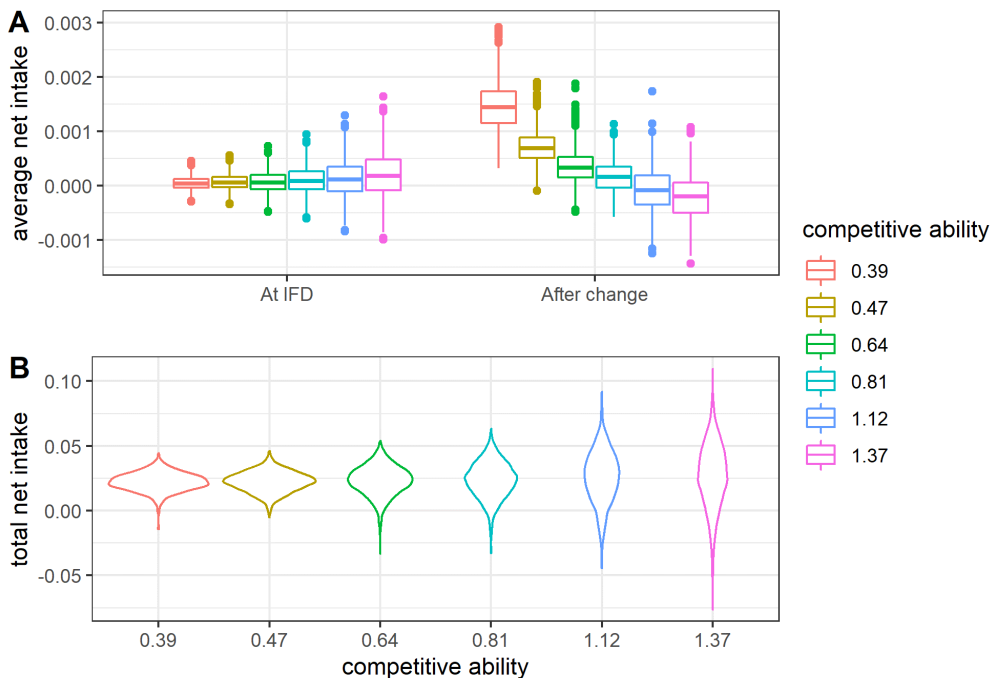 A
average net intake
0.003
0.002
0.001
0.000
-0.001
At IFD
After change
B
total net intake
0.10
0.05
0.00
-0.05
0.39
0.47
0.64
0.81
1.12
1.37
competitive ability
competitive ability
0.39
0.47
0.64
0.81
1.12
1.37